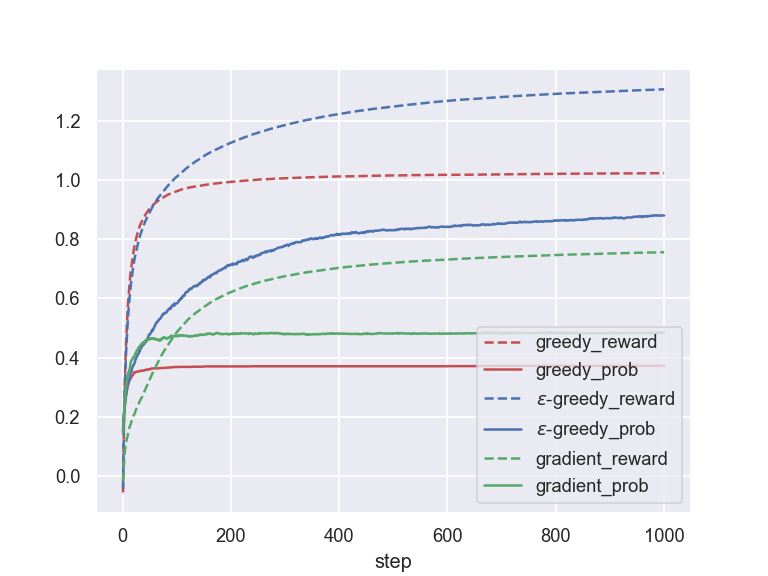 1.2
1.0
0.8
0.6
0.4
0.2
0.0
greedy_reward
greedy_prob
ε-greedy_reward
ε-greedy_prob
gradient_reward
gradient_prob
0 200 400 600 800 1000
step